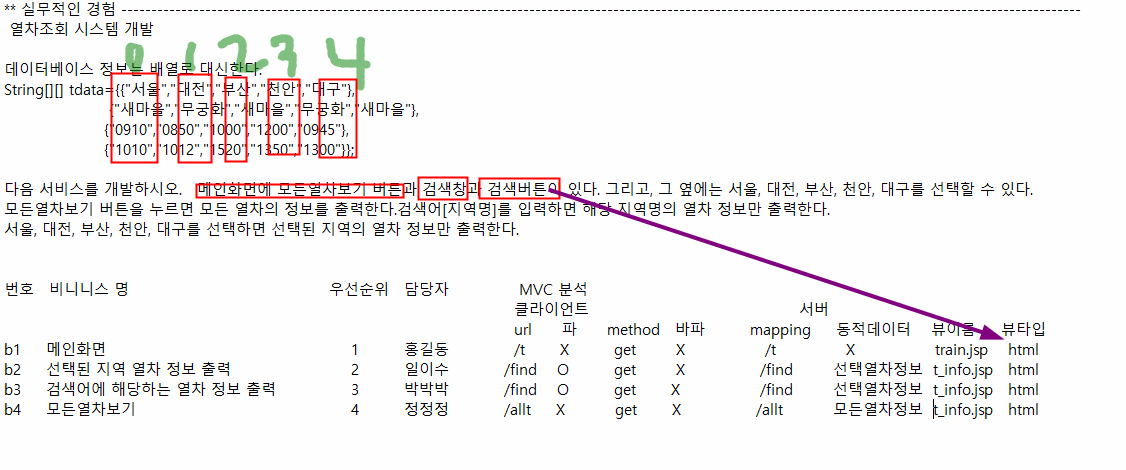 ** 실무적인 경험 ------------------------------------------------------------
열차조회 시스템 개발
0 1 2 3 4
데이터베이스 정보는 배열로 대신한다.
String[][] tdata={{"서울","대전","부산","천안","대구"},
{"새마을","무궁화","새마을","무궁화","새마을"},
{"0910","0850","1000","1200","0945"},
{"1010","1012","1520","1350","1300"}};
다음 서비스를 개발하시오. 메인화면에 모든열차보기 버튼과 검색창과 검색버튼이 있다. 그리고, 그 옆에는 서울, 대전, 부산, 천안, 대구를 선택할 수 있다.
모든열차보기 버튼을 누르면 모든 열차의 정보를 출력한다.검색어[지역명]를 입력하면 해당 지역명의 열차 정보만 출력한다.
서울, 대전, 부산, 천안, 대구를 선택하면 선택된 지역의 열차 정보만 출력한다.
번호 비니니스 명 우선순위 담당자 MVC 분석
클라이언트 서버
url 파 method 바파 mapping 동적데이터 뷰이름 뷰타입
b1 메인화면 1 홍길동 /t X get X /t X train.jsp html
b2 선택된 지역 열차 정보 출력 2 일이수 /find O get X /find 선택열차정보 t_info.jsp html
b3 검색어에 해당하는 열차 정보 출력 3 박박박 /find O get X /find 선택열차정보 t_info.jsp html
b4 모든열차보기 4 정정정 /allt X get X /allt 모든열차정보 t_info.jsp html